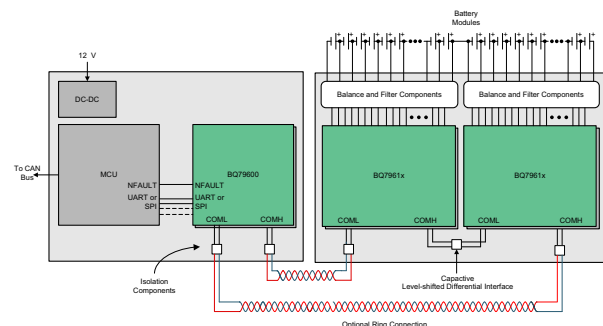 Battery
Modules
12 V
DC-DC
Balance and Filter Components
Balance and Filter Components
To CAN
Bus
MCU
NFAULT
UART or
SPI
BQ79600
NFAULT
UART or
SPI
COML
COMH
BQ7961x
COML
COMH
BQ7961x
COML
COMH
Isolation
Components
Capactive
Level-shifted Differential Interface
Optional Ring Connection